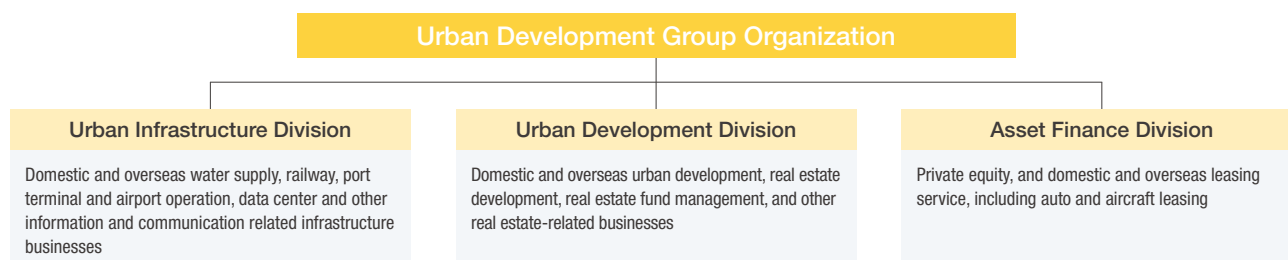 Urban Development Group Organization
Urban Infrastructure Division
Domestic and overseas water supply, railway, port
terminal and airport operation, data center and other
information and communication related infrastructure
businesses
Urban Development Division
Domestic and overseas urban development, real estate
development, real estate fund management, and other
real estate-related businesses
Asset Finance Division
Private equity, and domestic and overseas leasing
service, including auto and aircraft leasing